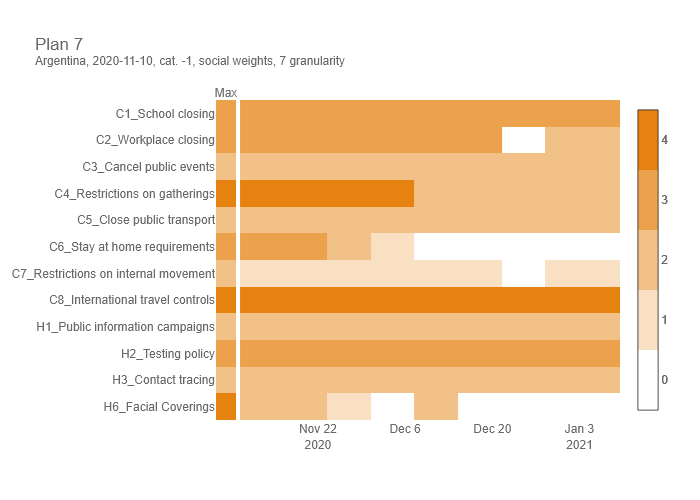 Plan 7
Argentina, 2020-11-10, cat. -1, social weights, 7 granularity
Max
C1_School closing
C2_Workplace closing
C3_Cancel public events
C4_Restrictions on gatherings
C5_Close public transport
C6_Stay at home requirements
C7_Restrictions on internal movement
C8_International travel controls
H1_Public information campaigns
H2_Testing policy
H3_Contact tracing
H6_Facial Coverings
Nov 22 Dec 6 Dec 20 Jan 3
2020 2021
4
3
2
1
0